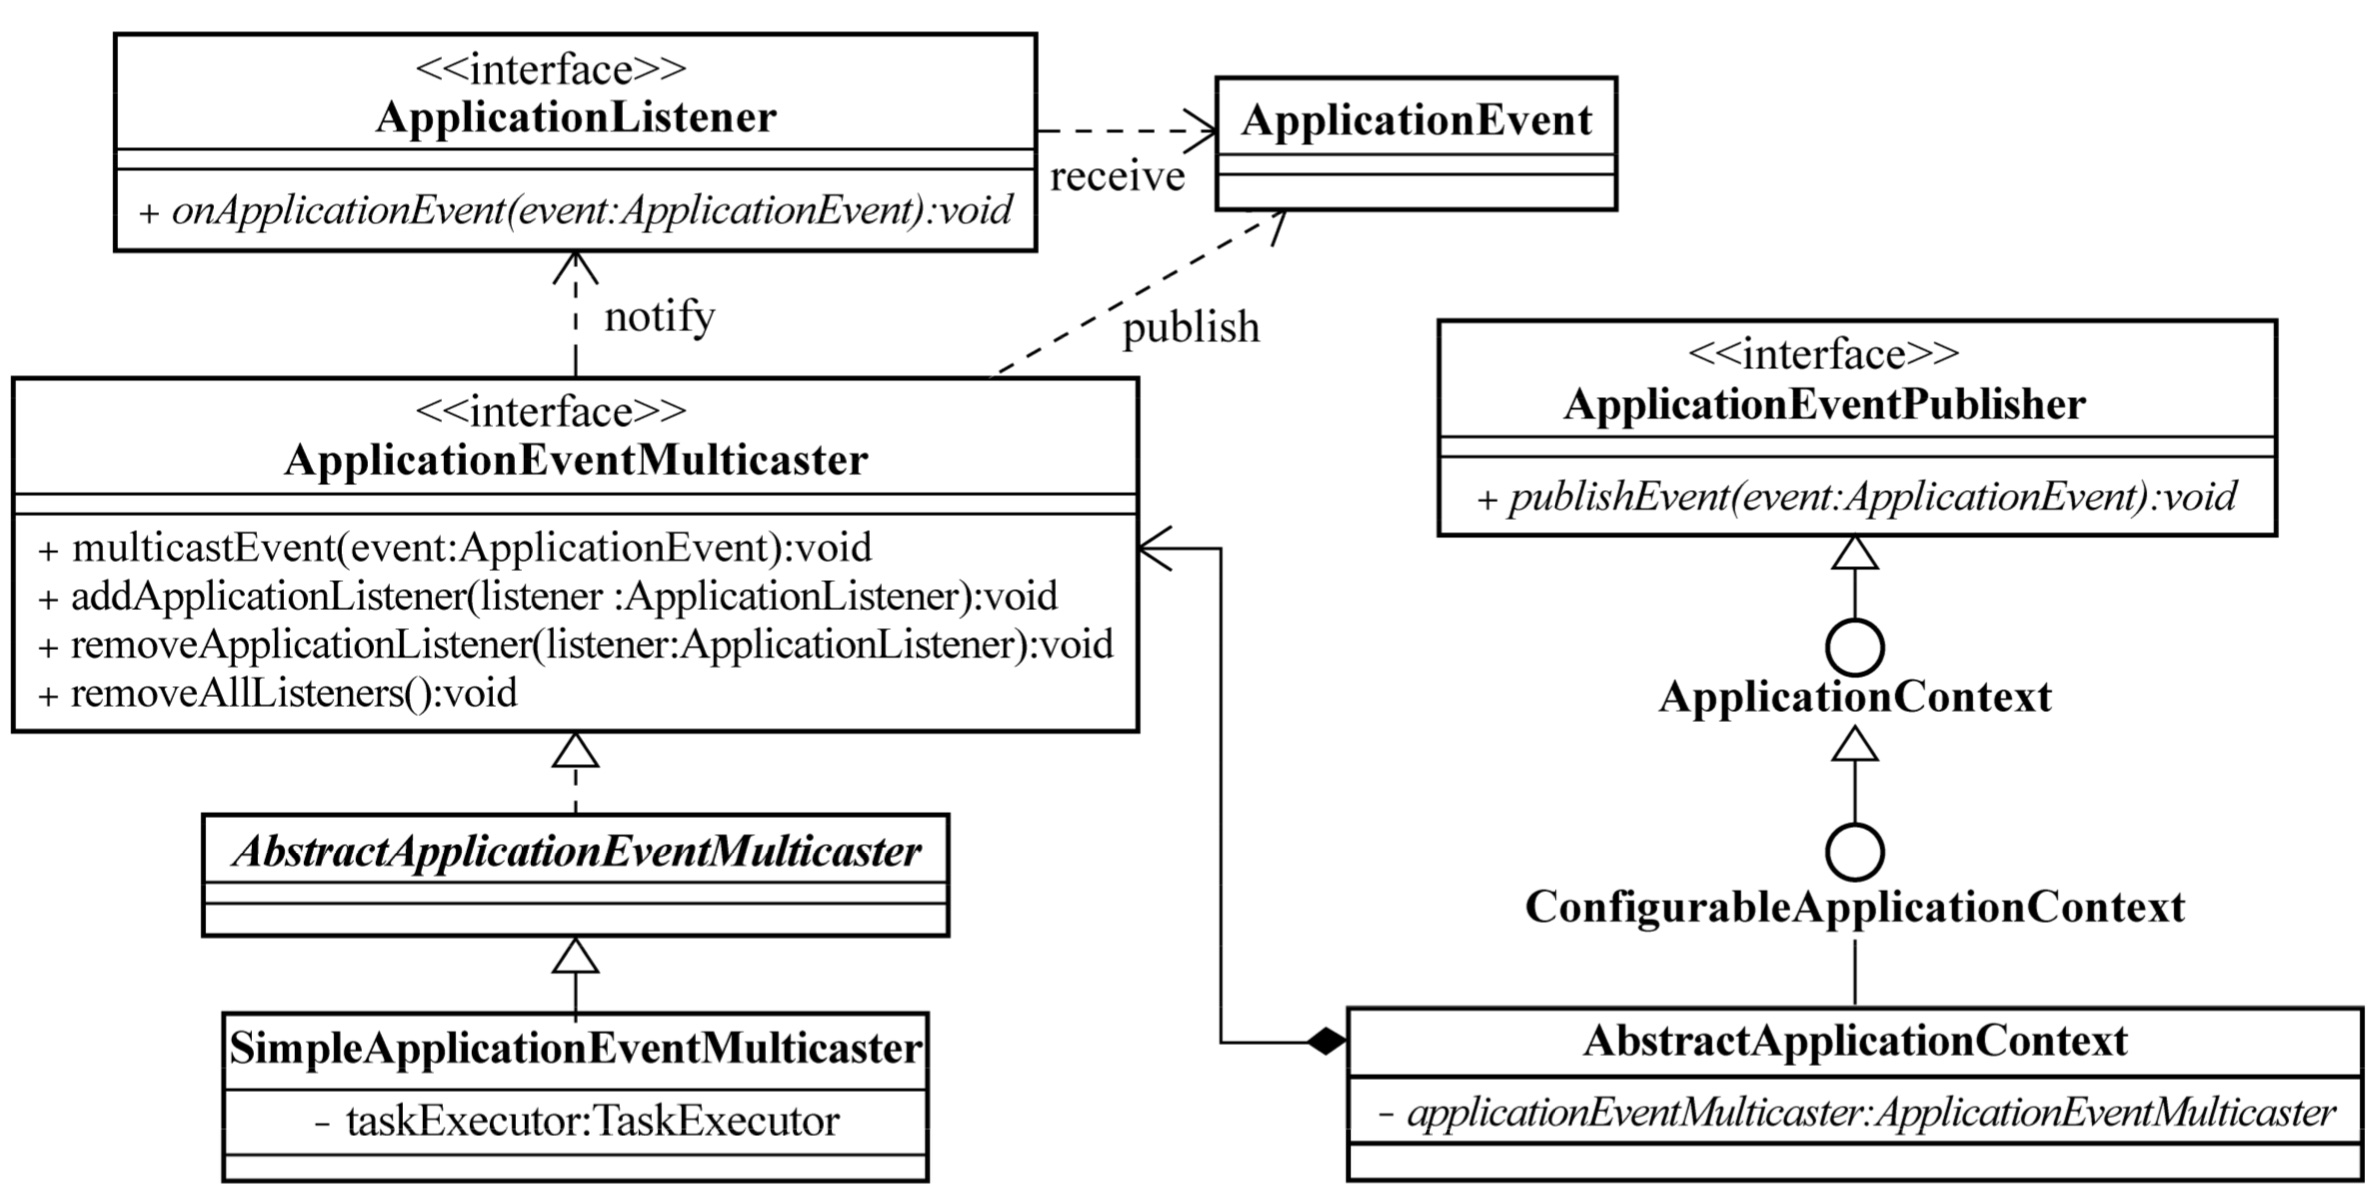 <<interface>>
ApplicationListener
+ onApplicationEvent(event:ApplicationEvent):void
receive
ApplicationEvent
notify
publish
<<interface>>
ApplicationEventMulticaster
+ multicastEvent(event:ApplicationEvent):void
+ addApplicationListener(listener :ApplicationListener):void
+ removeApplicationListener(listener:ApplicationListener):void
+ removeAllListeners():void
<<interface>>
ApplicationEventPublisher
+ publishEvent(event:ApplicationEvent):void
ApplicationContext
ConfigurableApplicationContext
AbstractApplicationEventMulticaster
SimpleApplicationEventMulticaster
- taskExecutor:TaskExecutor
AbstractApplicationContext
- applicationEventMulticaster:ApplicationEventMulticaster